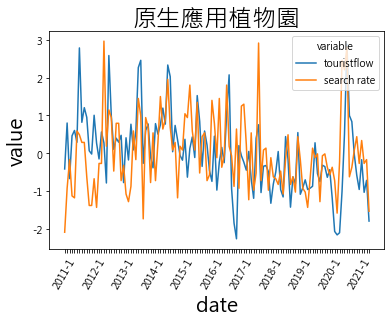 原生應用植物園
variable
touristflow
search rate
value
3
2
1
0
-1
-2
2011-1
2012-1
2013-1
2014-1
2015-1
2016-1
2017-1
2018-1
2019-1
2020-1
2021-1
date